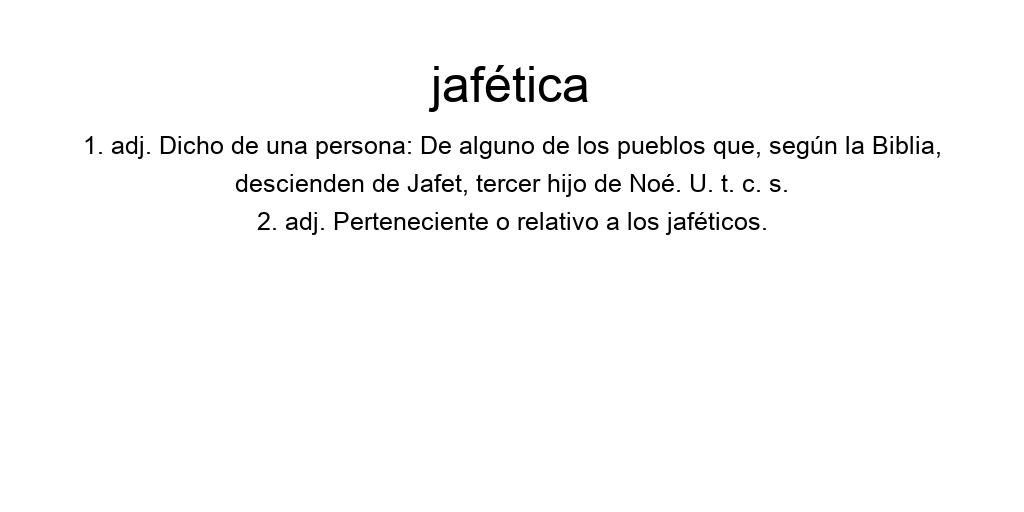 jafética
1. adj. Dicho de una persona: De alguno de los pueblos que, según la Biblia,
descienden de Jafet, tercer hijo de Noé. U. t. c. s.
2. adj. Perteneciente o relativo a los jaféticos.